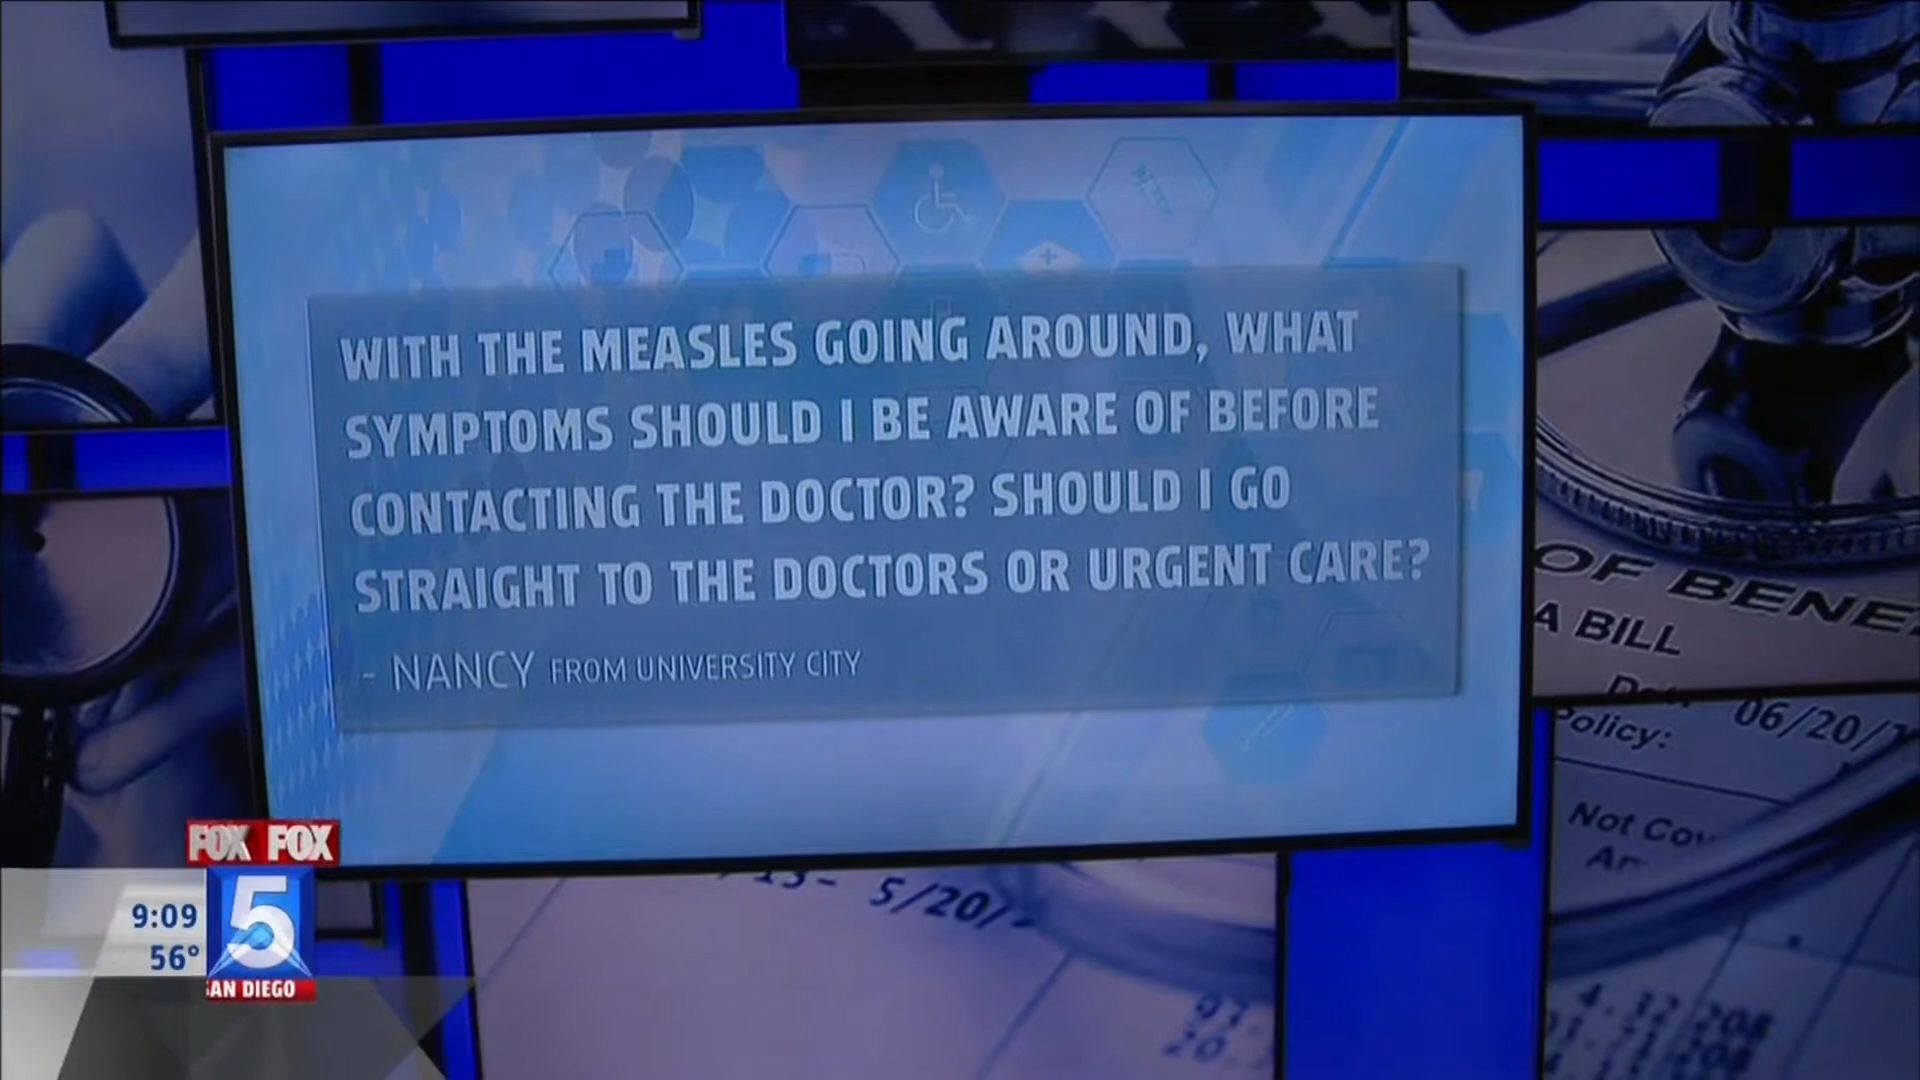 WITH THE MEASLES GOING AROUND, WHAT
SYMPTOMS SHOULD I BE AWARE OF BEFORE
CONTACTING THE DOCTOR? SHOULD I GO
STRAIGHT TO THE DOCTORS OR URGENT CARE?
- NANCY FROM UNIVERSITY CITY
OF BENE
A BILL
06/20/
Policy:
Not Cov
5/20/
FOX FOX
5
9:09
56°
SAN DIEGO